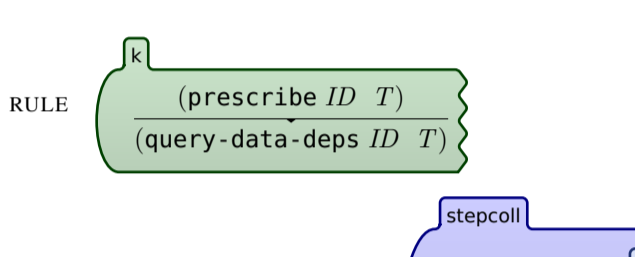 k
RULE
(prescribe ID T)
(query-data-deps ID T)
stepcoll